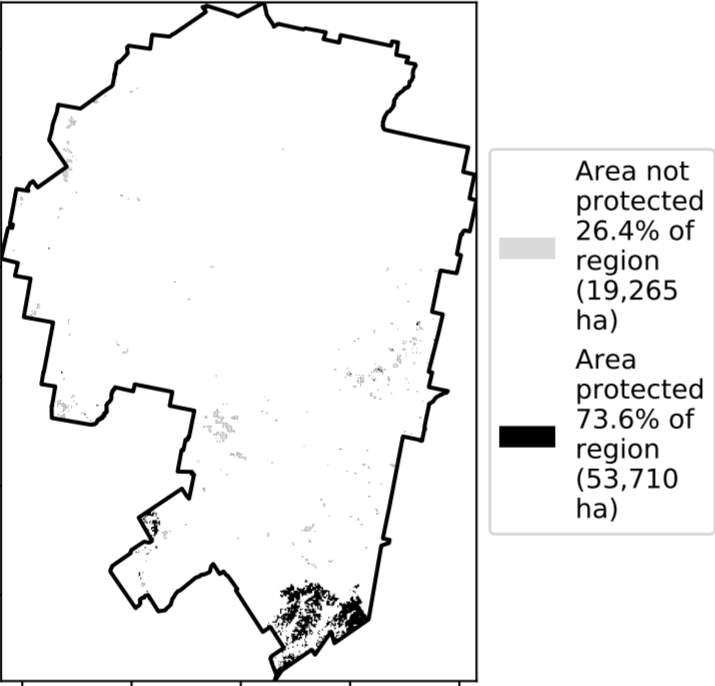 Area not
protected
26.4% of
region
(19,265
ha)
Area
protected
73.6% of
region
(53,710
ha)